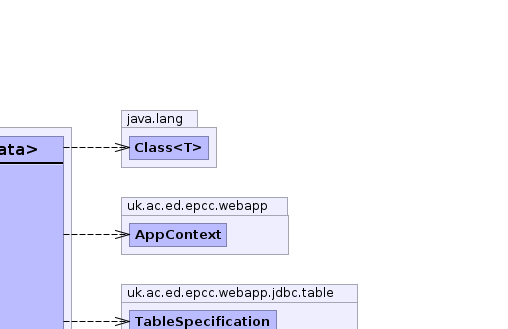 java.lang
ata>
Class<T>
uk.ac.ed.epcc.webapp
AppContext
uk.ac.ed.epcc.webapp.jdbc.table
TableSpecification